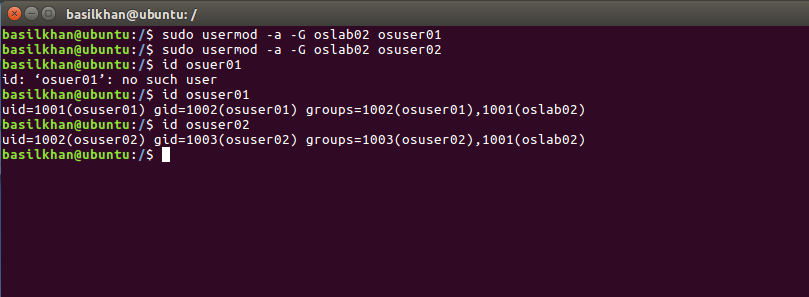 basilkhan@ubuntu: /
basilkhan@ubuntu:/$ sudo usermod -a -G oslab02 osuser01
basilkhan@ubuntu:/$ sudo usermod -a -G oslab02 osuser02
basilkhan@ubuntu:/$ id osuer01
id: ‘osuer01’: no such user
basilkhan@ubuntu:/$ id osuser01
uid=1001(osuser01) gid=1002(osuser01) groups=1002(osuser01),1001(oslab02)
basilkhan@ubuntu:/$ id osuser02
uid=1002(osuser02) gid=1003(osuser02) groups=1003(osuser02),1001(oslab02)
basilkhan@ubuntu:/$